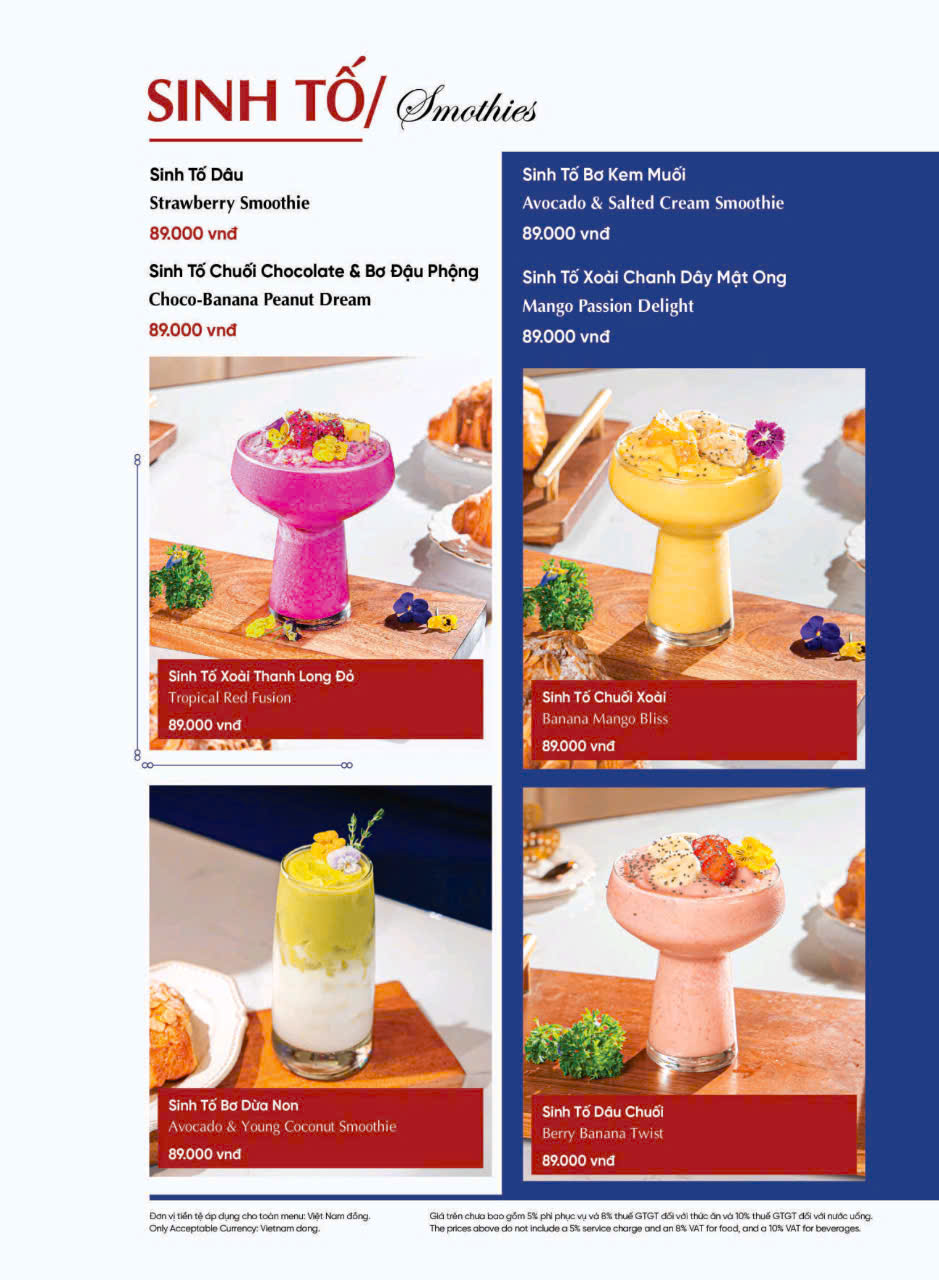 SINH TỐ/ Smothies
Sinh Tố Dâu
Strawberry Smoothie
89.000 vnđ
Sinh Tố Chuối Chocolate & Bơ Đậu Phộng
Choco-Banana Peanut Dream
89.000 vnđ
Sinh Tố Bơ Kem Muối
Avocado & Salted Cream Smoothie
89.000 vnđ
Sinh Tố Xoài Chanh Dây Mật Ong
Mango Passion Delight
89.000 vnđ
Sinh Tố Xoài Thanh Long Đỏ
Tropical Red Fusion
89.000 vnđ
Sinh Tố Chuối Xoài
Banana Mango Bliss
89.000 vnđ
Sinh Tố Bơ Dừa Non
Avocado & Young Coconut Smoothie
89.000 vnđ
Sinh Tố Dâu Chuối
Berry Banana Twist
89.000 vnđ
Đơn vị tiền tệ áp dụng cho toàn menu: Việt Nam đồng.
Only Acceptable Currency: Vietnam dong.
Giá trên chưa bao gồm 5% phí phục vụ và 8% thuế GTGT đối với thức ăn và 10% thuế GTGT đối với nước uống.
The prices above do not include a 5% service charge and an 8% VAT for food, and a 10% VAT for beverages.